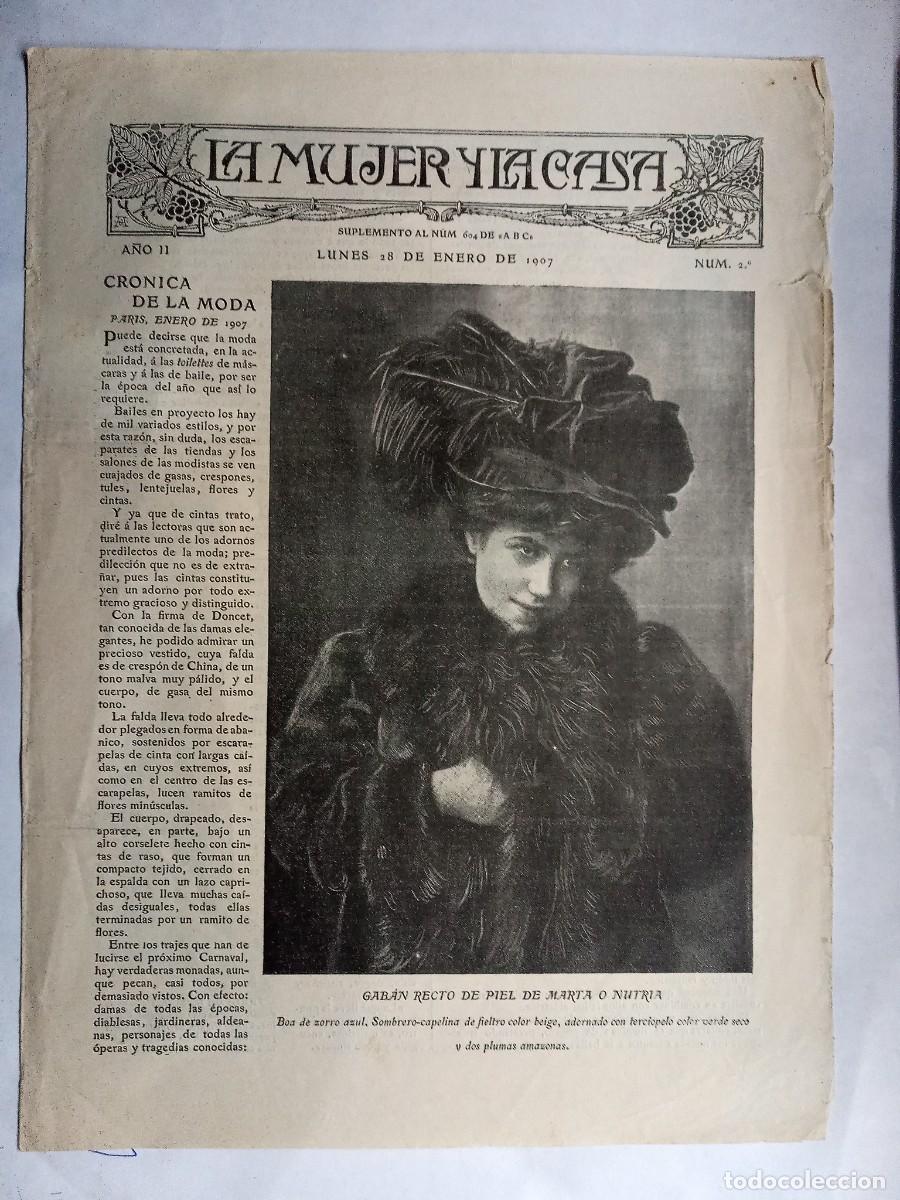 LA MUJER Y LA CASA
SUPLEMENTO AL NÚM 604 DE «A B C»
AÑO II
LUNES 28 DE ENERO DE 1907
NUM. 2.º
CRONICA
DE LA MODA
PARIS, ENERO DE 1907
Puede decirse que la moda
está concretada, en la ac-
tualidad, á las toilettes de más-
caras y á las de baile, por ser
la época del año que así lo
requiere.
Bailes en proyecto los hay
de mil variados estilos, y por
esta razón, sin duda, los esca-
parates de las tiendas y los
salones de las modistas se ven
cuajados de gasas, crespones,
tules, lentejuelas, flores y
cintas.
Y ya que de cintas trato,
diré á las lectoras que son ac-
tualmente uno de los adornos
predilectos de la moda; pre-
dilección que no es de extra-
ñar, pues las cintas constitu-
yen un adorno por todo ex-
tremo gracioso y distinguido.
Con la firma de Doncet,
tan conocida de las damas ele-
gantes, he podido admirar un
precioso vestido, cuya falda
es de crespón de China, de un
tono malva muy pálido, y el
cuerpo, de gasa del mismo
tono.
La falda lleva todo alrede-
dor plegados en forma de aba-
nico, sostenidos por escara-
pelas de cinta con largas caí-
das, en cuyos extremos, así
como en el centro de las es-
carapelas, lucen ramitos de
flores minúsculas.
El cuerpo, drapeado, des-
aparece, en parte, bajo un
alto corselete hecho con cin-
tas de raso, que forman un
compacto tejido, cerrado en
la espalda con un lazo capri-
choso, que lleva muchas caí-
das desiguales, todas ellas
terminadas por un ramito de
flores.
Entre los trajes que han de
lucirse el próximo Carnaval,
hay verdaderas monadas, aun-
que pecan, casi todos, por
demasiado vistos. Con efecto:
damas de todas las épocas,
diablesas, jardineras, aldea-
nas, personajes de todas las
óperas y tragedias conocidas:
GABÁN RECTO DE PIEL DE MARTA O NUTRIA
Boa de zorro azul. Sombrero-capelina de fieltro color beige, adornado con terciopelo color verde seco
y dos plumas amazonas.
todocoleccion